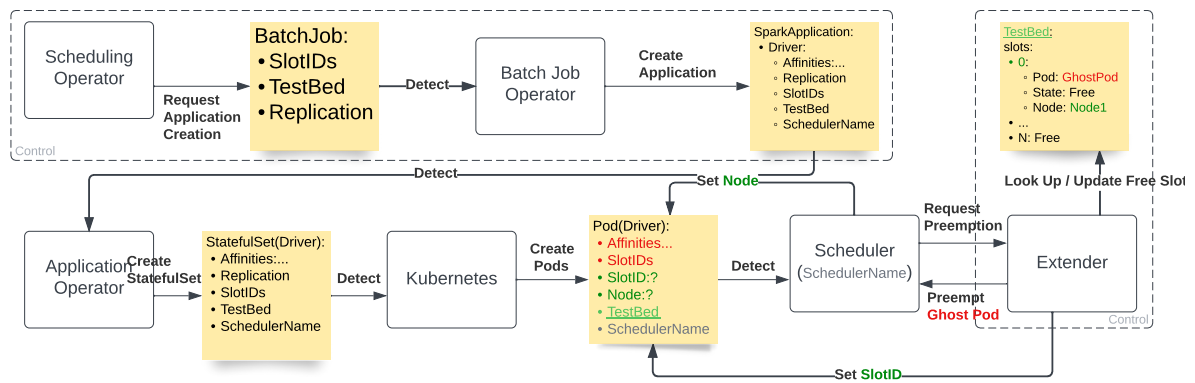 Scheduling
Operator
Request
Application
Creation
BatchJob:
• SlotIDs
• TestBed
• Replication
Detect
Batch Job
Operator
Create
Application
SparkApplication:
• Driver:
◦ Affinities:...
◦ Replication
◦ SlotIDs
◦ TestBed
◦ SchedulerName
Control
TestBed:
slots:
• 0:
◦ Pod: GhostPod
◦ State: Free
◦ Node: Node1
• ...
• N: Free
Detect
Set Node
Look Up / Update Free Slot
Application
Operator
Create
StatefulSet
StatefulSet(Driver):
• Affinities:...
• Replication
• SlotIDs
• TestBed
• SchedulerName
Detect
Kubernetes
Create
Pods
Pod(Driver):
• Affinities...
• SlotIDs
• SlotID:?
• Node:?
• TestBed
• SchedulerName
Detect
Scheduler
(SchedulerName)
Request
Preemption
Preempt
Ghost Pod
Extender
Control
Set SlotID